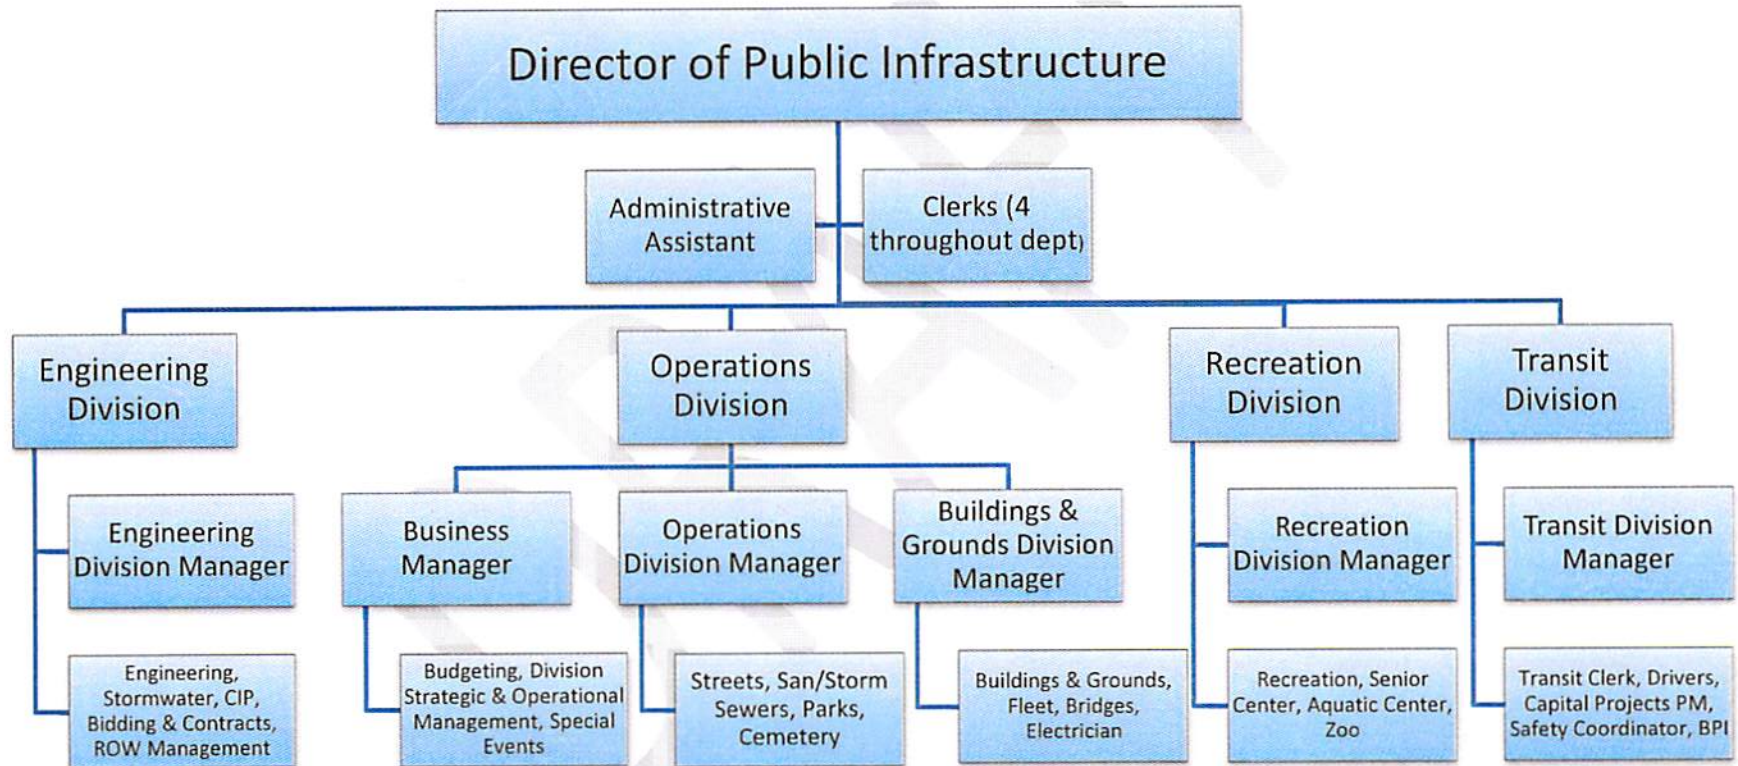 Director of Public Infrastructure
Administrative
Assistant
Clerks (4
throughout dept)
Engineering
Division
Operations
Division
Recreation
Division
Transit
Division
Engineering
Division Manager
Business
Manager
Operations
Division Manager
Buildings &
Grounds Division
Manager
Recreation
Division Manager
Transit Division
Manager
Engineering,
Stormwater, CIP,
Bidding & Contracts,
ROW Management
Budgeting, Division
Strategic & Operational
Management, Special
Events
Streets, San/Storm
Sewers, Parks,
Cemetery
Buildings & Grounds,
Fleet, Bridges,
Electrician
Recreation, Senior
Center, Aquatic Center,
Zoo
Transit Clerk, Drivers,
Capital Projects PM,
Safety Coordinator, BPI